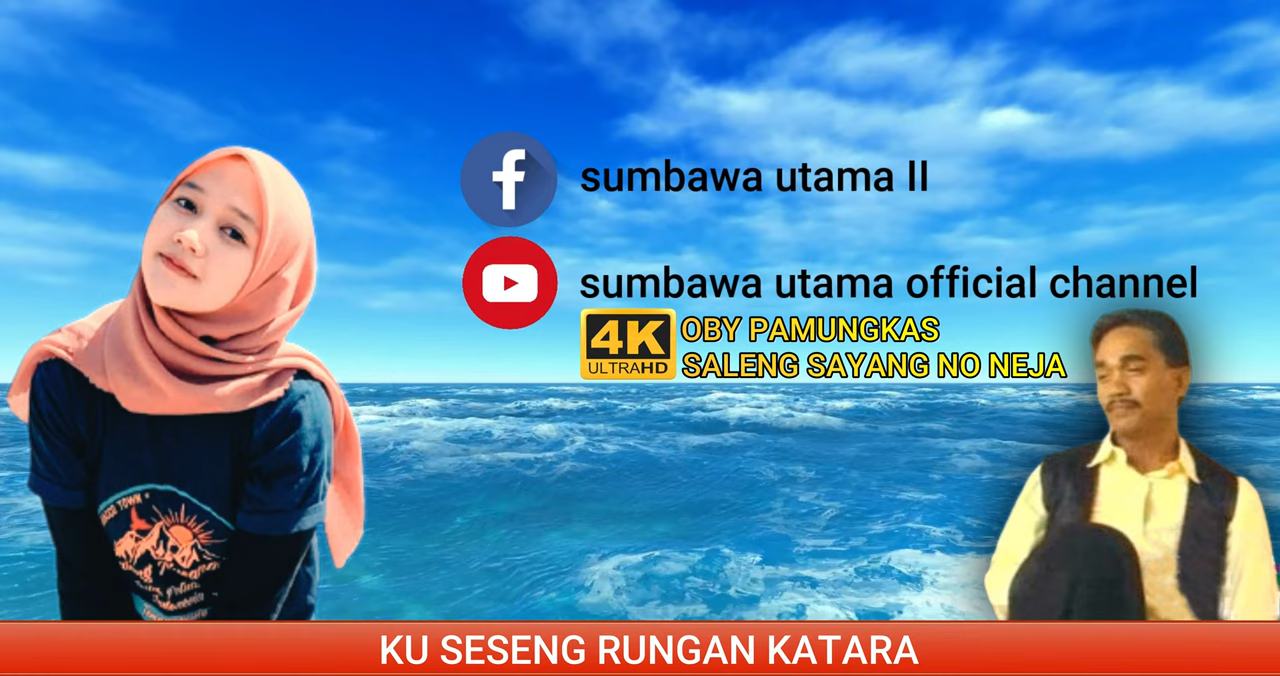 sumbawa utama II
sumbawa utama official channel
4K
ULTRAHD
OBY PAMUNGKAS
SALENG SAYANG NO NEJA
KU SESENG RUNGAN KATARA